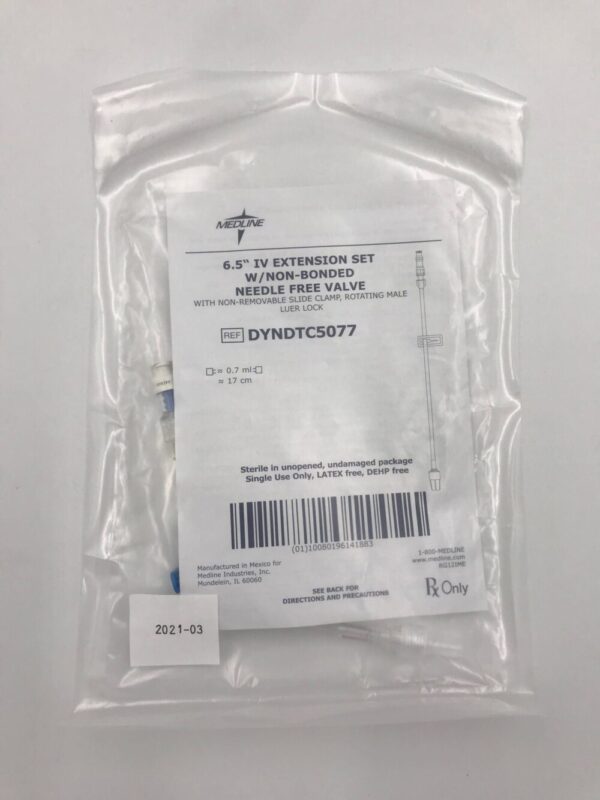 MEDLINE
6.5" IV EXTENSION SET
W/NON-BONDED
NEEDLE FREE VALVE
WITH NON-REMOVABLE SLIDE CLAMP, ROTATING MALE
LUER LOCK
REF DYNDTC5077
≈ 0.7 ml
≈ 17 cm
Sterile in unopened, undamaged package
Single Use Only, LATEX free, DEHP free
(01)10080196141883
Manufactured in Mexico for
Medline Industries, Inc.
Mundelein, IL 60060
1-800-MEDLINE
www.medline.com
SEE BACK FOR
DIRECTIONS AND PRECAUTIONS
Rx Only
2021-03